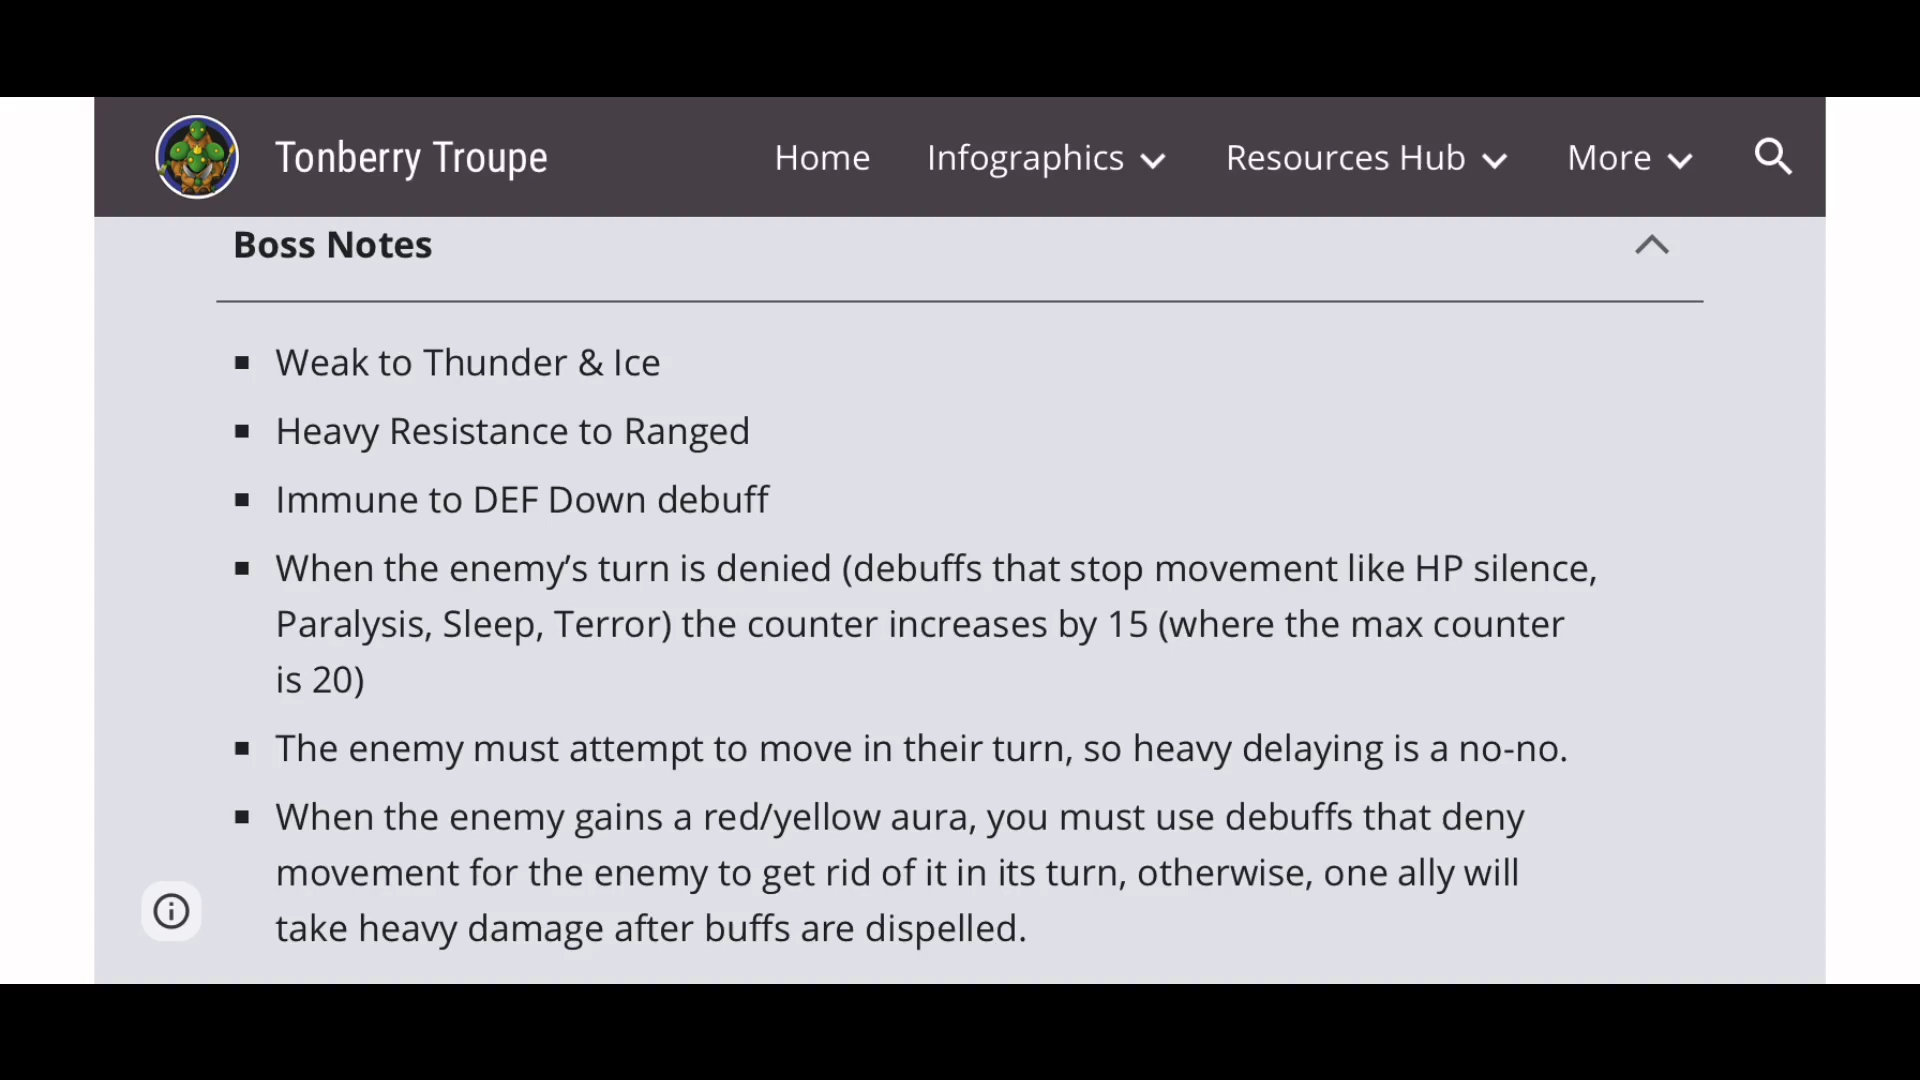 Tonberry Troupe Home Infographics Resources Hub More
Boss Notes
▪ Weak to Thunder & Ice
▪ Heavy Resistance to Ranged
▪ Immune to DEF Down debuff
▪ When the enemy’s turn is denied (debuffs that stop movement like HP silence,
Paralysis, Sleep, Terror) the counter increases by 15 (where the max counter
is 20)
▪ The enemy must attempt to move in their turn, so heavy delaying is a no-no.
▪ When the enemy gains a red/yellow aura, you must use debuffs that deny
movement for the enemy to get rid of it in its turn, otherwise, one ally will
take heavy damage after buffs are dispelled.